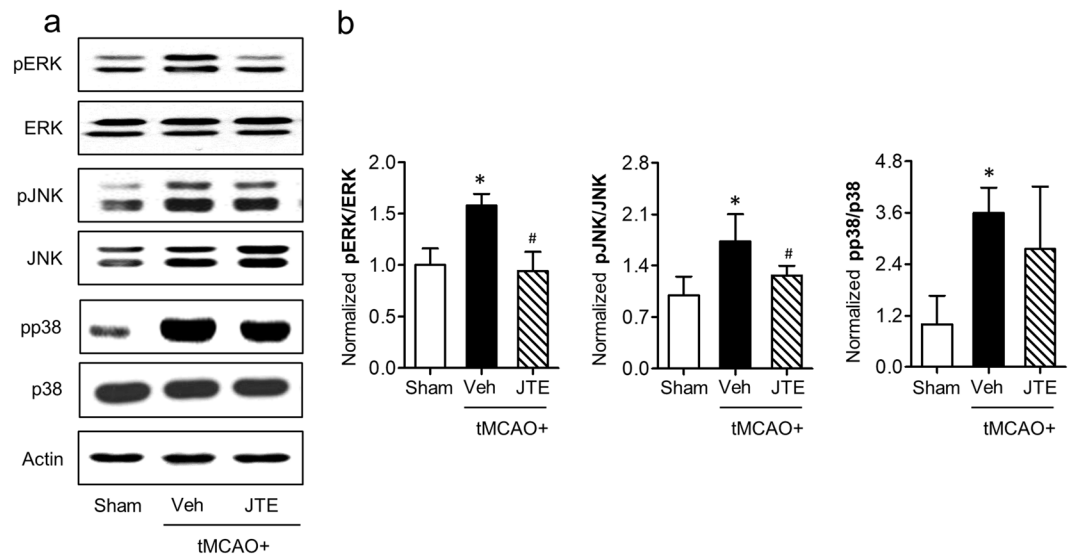 a
pERK
ERK
pJNK
JNK
pp38
p38
Actin
Sham Veh JTE
tMCAO+
b
Normalized pERK/ERK
2.0
1.5
1.0
0.5
0.0
*
#
Sham Veh JTE
tMCAO+
Normalized pJNK/JNK
2.8
2.1
1.4
0.7
0.0
*
#
Sham Veh JTE
tMCAO+
Normalized pp38/p38
4.8
3.6
2.4
1.2
0.0
*
Sham Veh JTE
tMCAO+